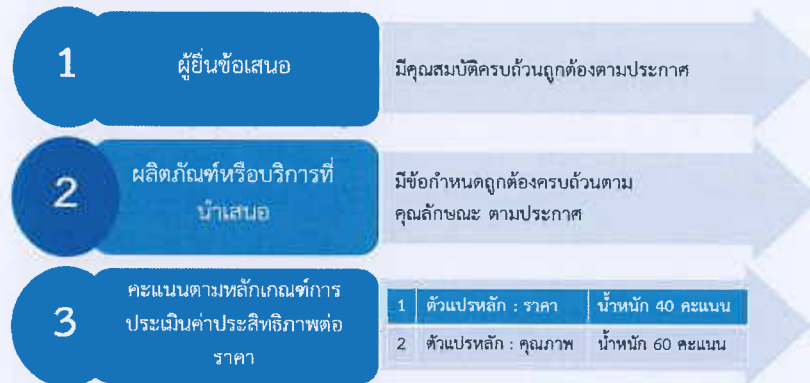 1
ผู้ยื่นข้อเสนอ
มีคุณสมบัติครบถ้วนถูกต้องตามประกาศ
2
ผลิตภัณฑ์หรือบริการที่
นำเสนอ
มีข้อกำหนดถูกต้องครบถ้วนตาม
คุณลักษณะ ตามประกาศ
3
คะแนนตามหลักเกณฑ์การ
ประเมินค่าประสิทธิภาพต่อ
ราคา
1 ตัวแปรหลัก : ราคา น้ำหนัก 40 คะแนน
2 ตัวแปรหลัก : คุณภาพ น้ำหนัก 60 คะแนน